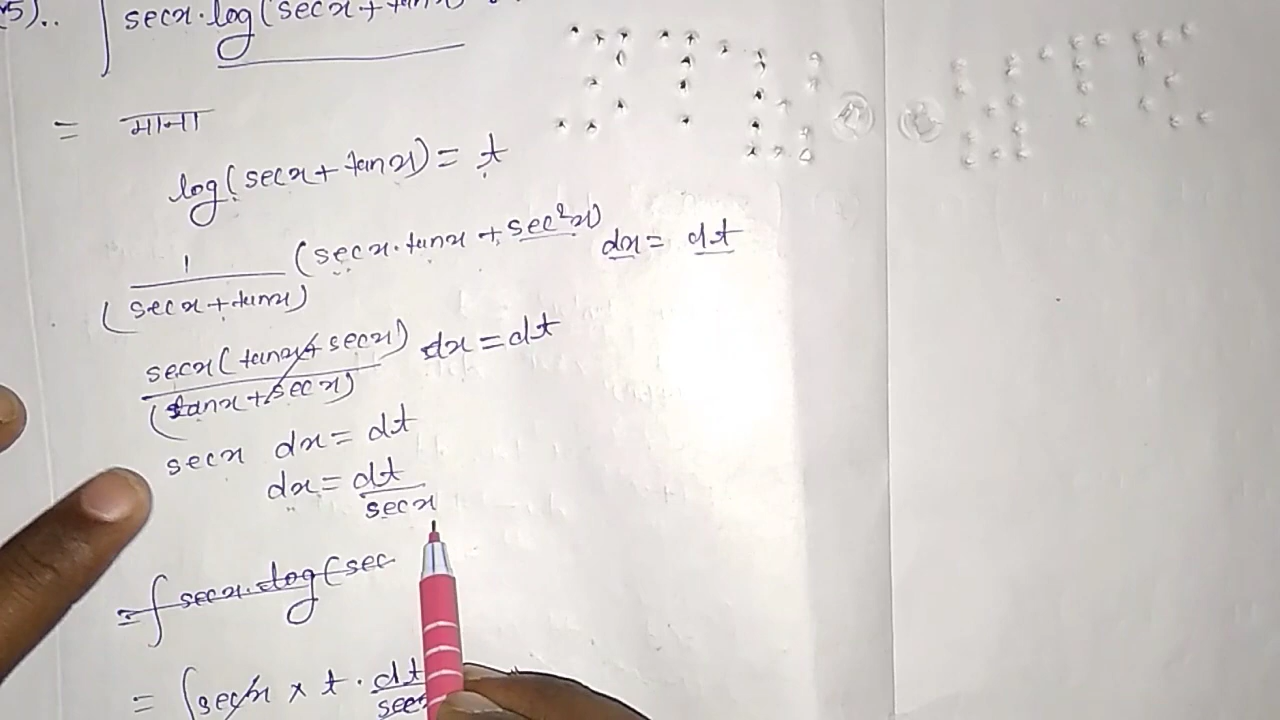 5).. ∫ secx·log(secx + tanx)
= माना
log(secx + tanx) = t
1/(secx + tanx) (secx·tanx + sec²x) dx = dt
secx(tanx + secx)/(tanx + secx) dx = dt
secx dx = dt
dx = dt/secx
= ∫ secx·log(sec
= ∫ secx × t · dt/secx